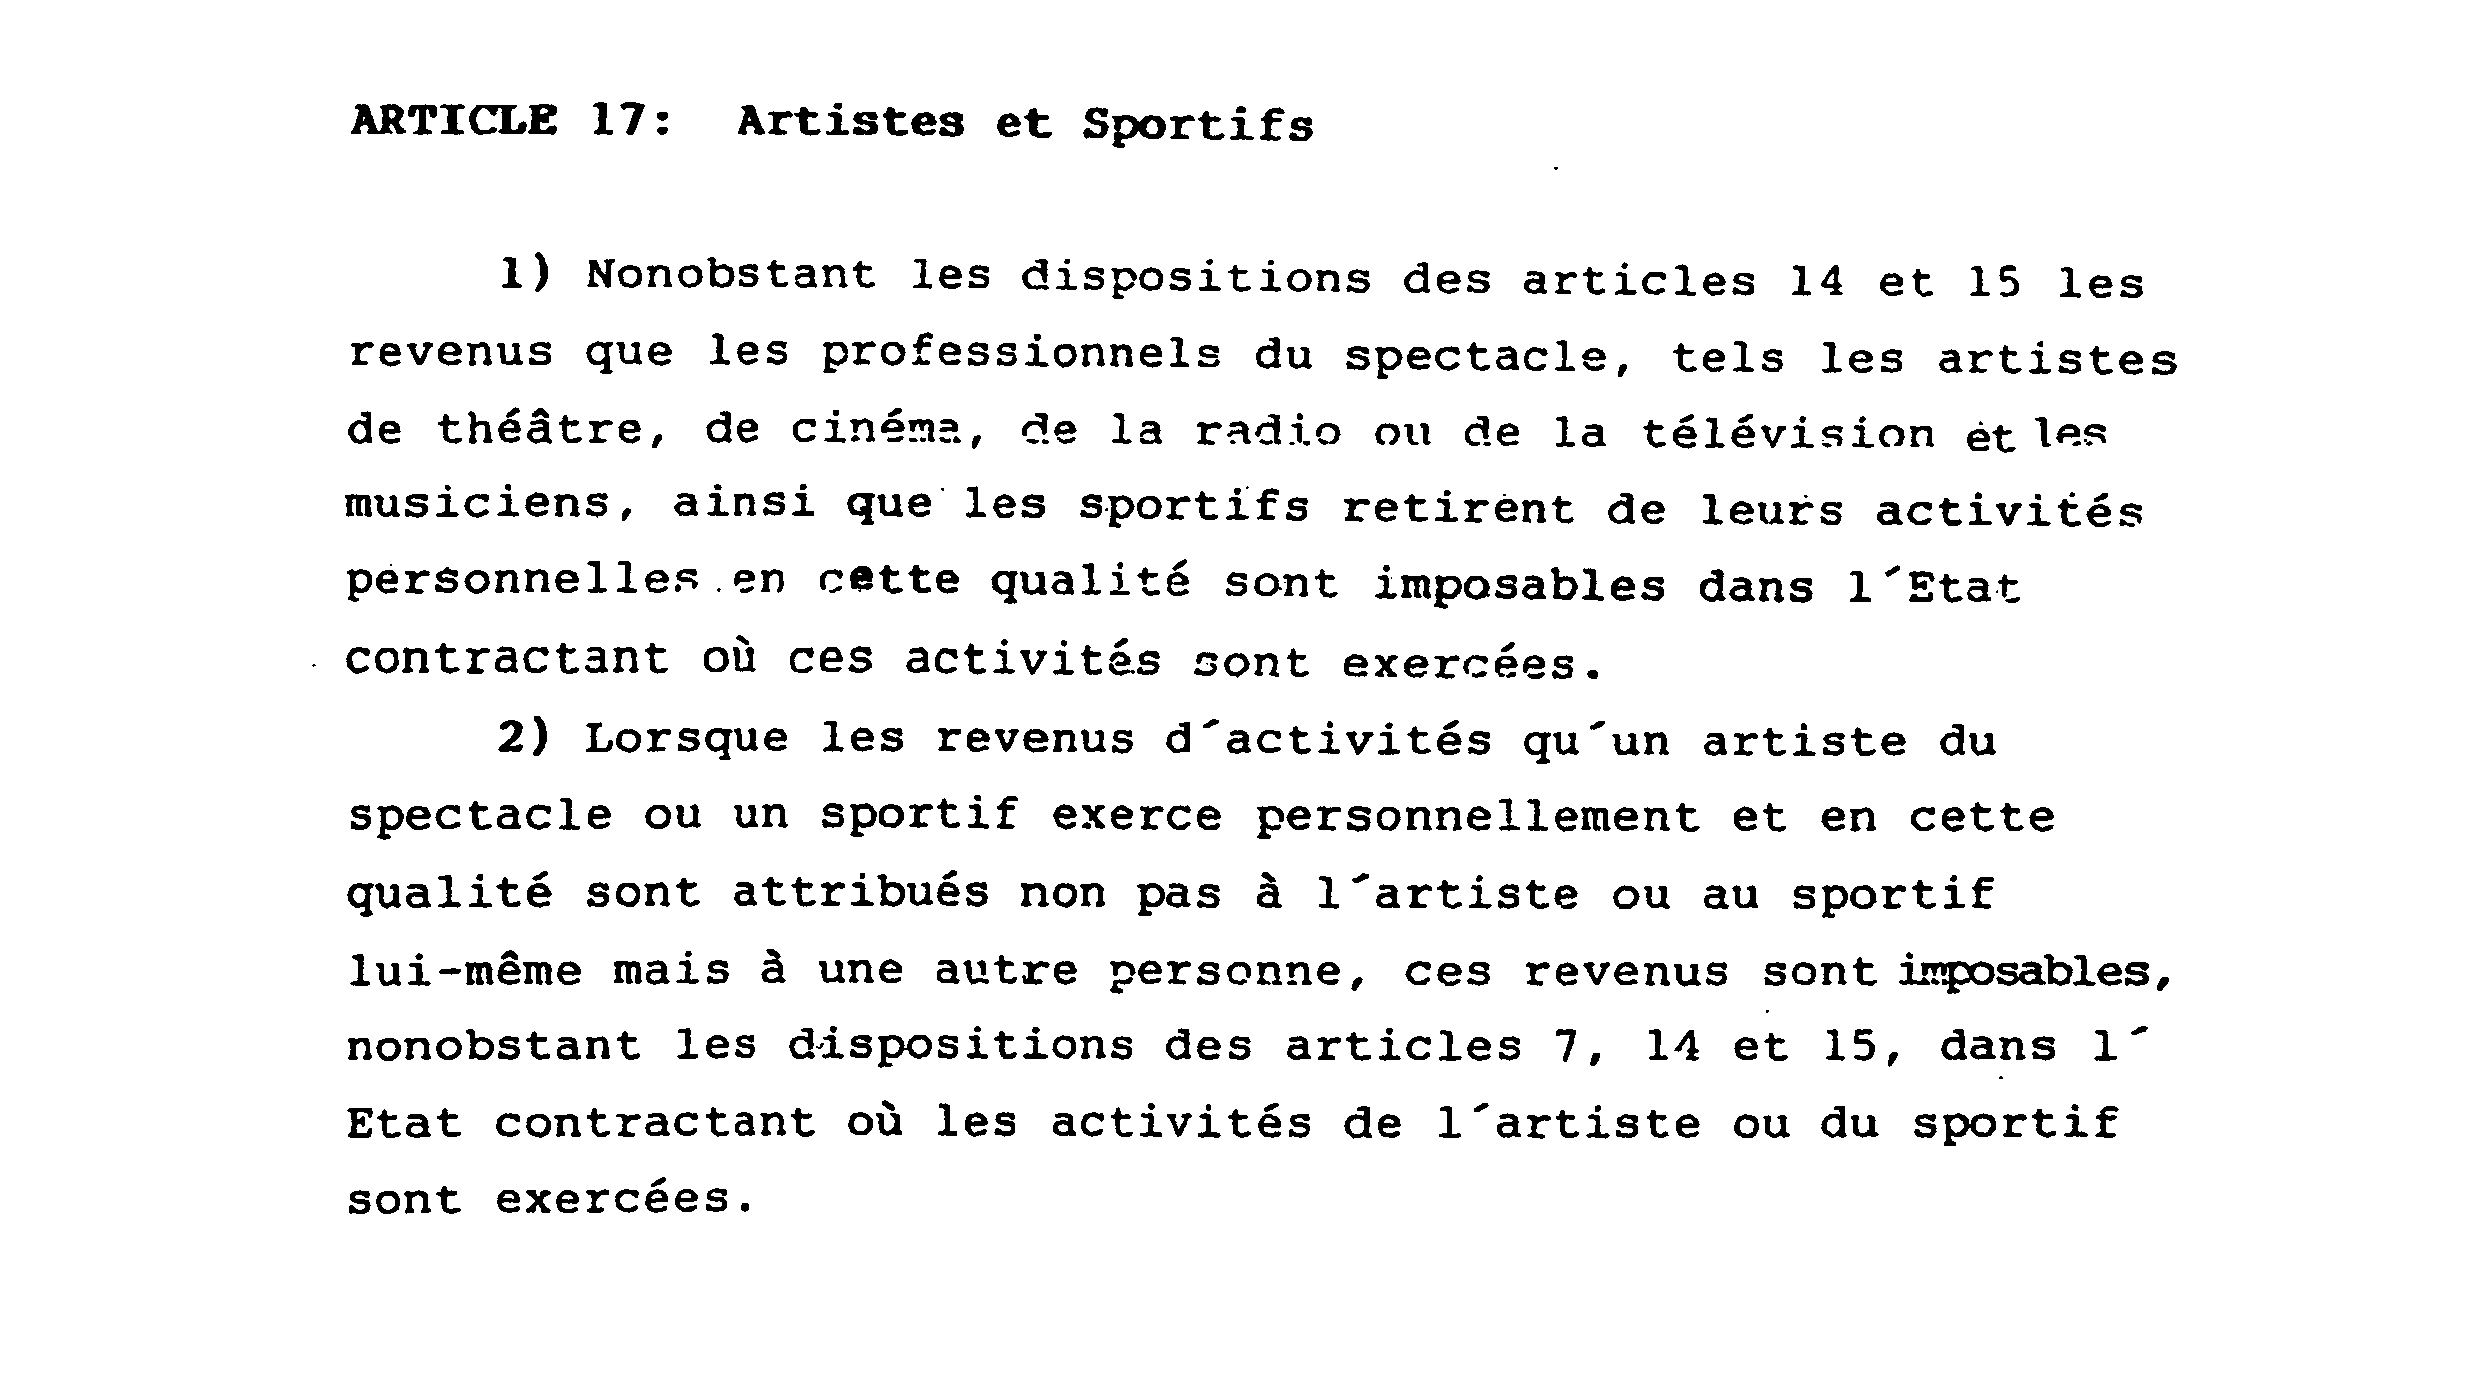 ARTICLE 17: Artistes et Sportifs
1) Nonobstant les dispositions des articles 14 et 15 les
revenus que les professionnels du spectacle, tels les artistes
de théâtre, de cinéma, de la radio ou de la télévision et les
musiciens, ainsi que les sportifs retirent de leurs activités
personnelles en cette qualité sont imposables dans l´Etat
contractant où ces activités sont exercées.
2) Lorsque les revenus d´activités qu´un artiste du
spectacle ou un sportif exerce personnellement et en cette
qualité sont attribués non pas à l´artiste ou au sportif
lui-même mais à une autre personne, ces revenus sont imposables,
nonobstant les dispositions des articles 7, 14 et 15, dans l´
Etat contractant où les activités de l´artiste ou du sportif
sont exercées.